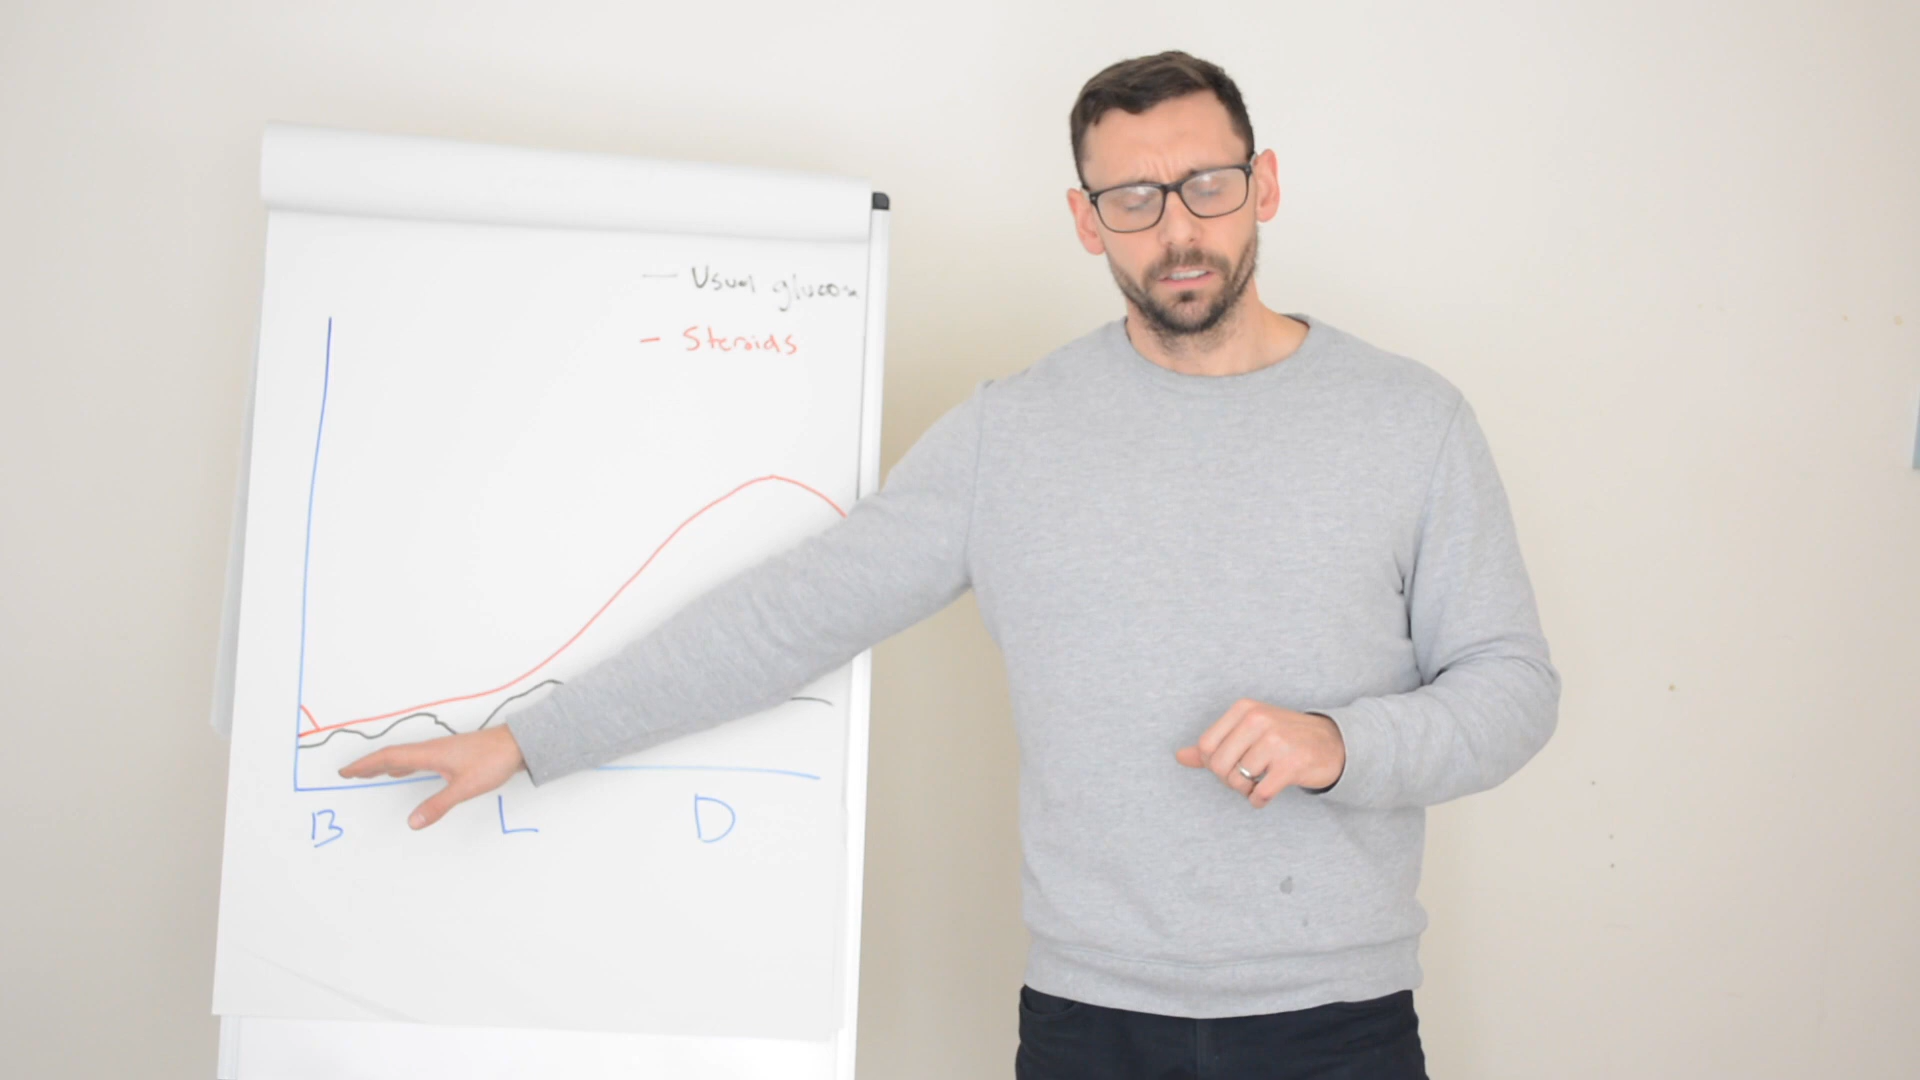 — Usual glucose
— Steroids
B L D